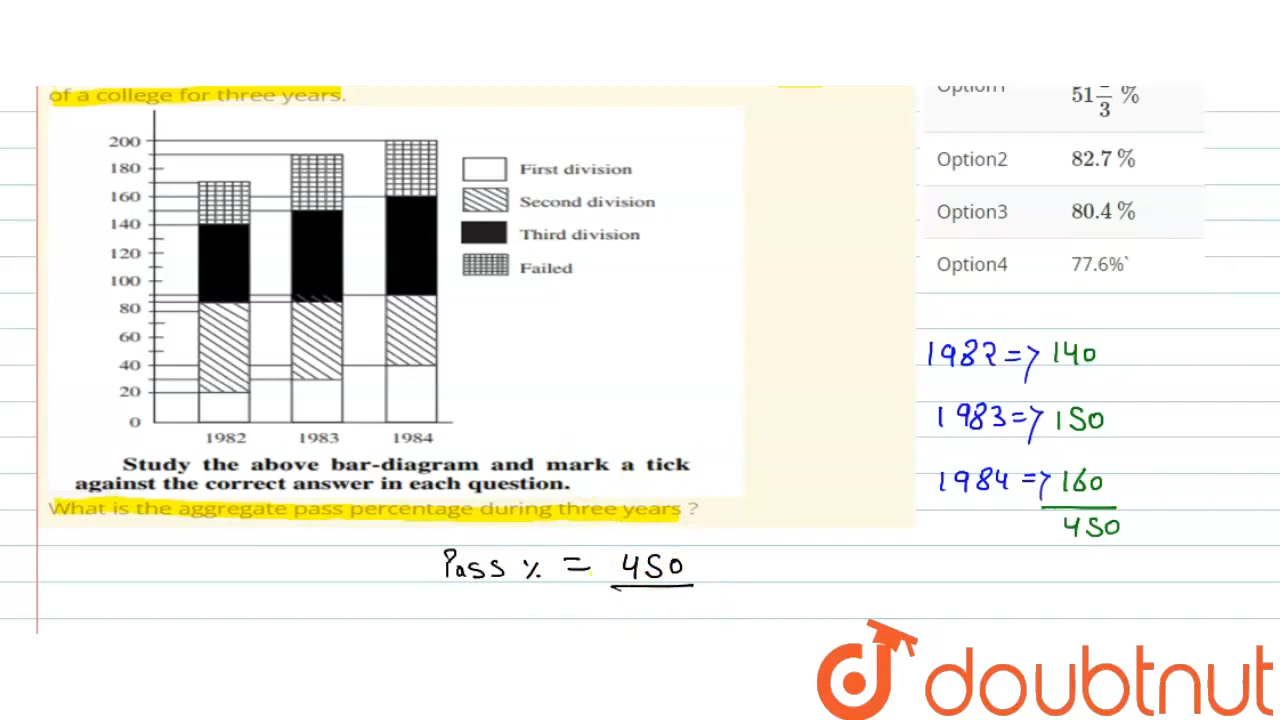 of a college for three years.
200
180
160
140
120
100
80
60
40
20
0
1982 1983 1984
First division
Second division
Third division
Failed
Study the above bar-diagram and mark a tick
against the correct answer in each question.
What is the aggregate pass percentage during three years ?
Option1 51 /3 %
Option2 82.7 %
Option3 80.4 %
Option4 77.6%`
1982 => 140
1983 => 150
1984 => 160
450
Pass % = 450
doubtnut